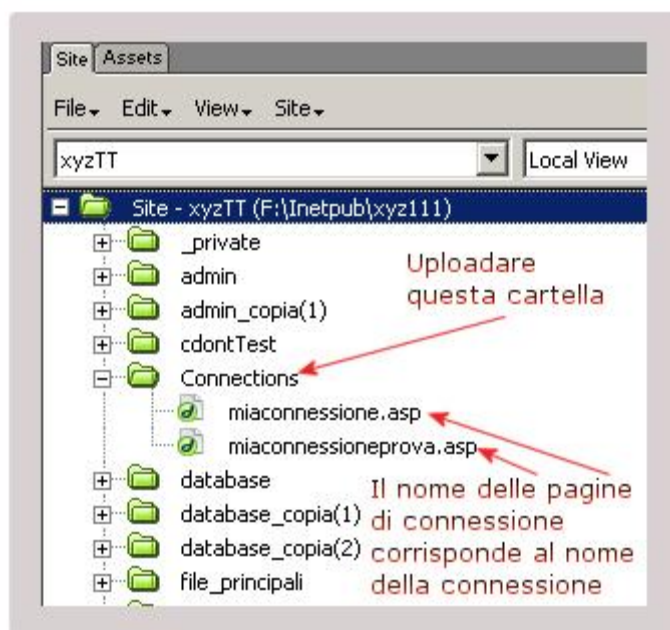 Site Assets
File Edit View Site
xyzTT Local View
Site - xyzTT (F:\Inetpub\xyz111)
_private
admin
admin_copia(1)
cdontTest
Connections
miaconnessione.asp
miaconnessioneprova.asp
database
database_copia(1)
database_copia(2)
file_principali
Uploadare
questa cartella
Il nome delle pagine
di connessione
corrisponde al nome
della connessione